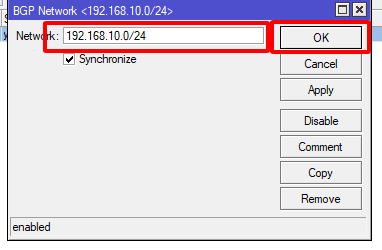 BGP Network <192.168.10.0/24>
Network: 192.168.10.0/24 OK
Synchronize Cancel
Apply
Disable
Comment
Copy
Remove
enabled